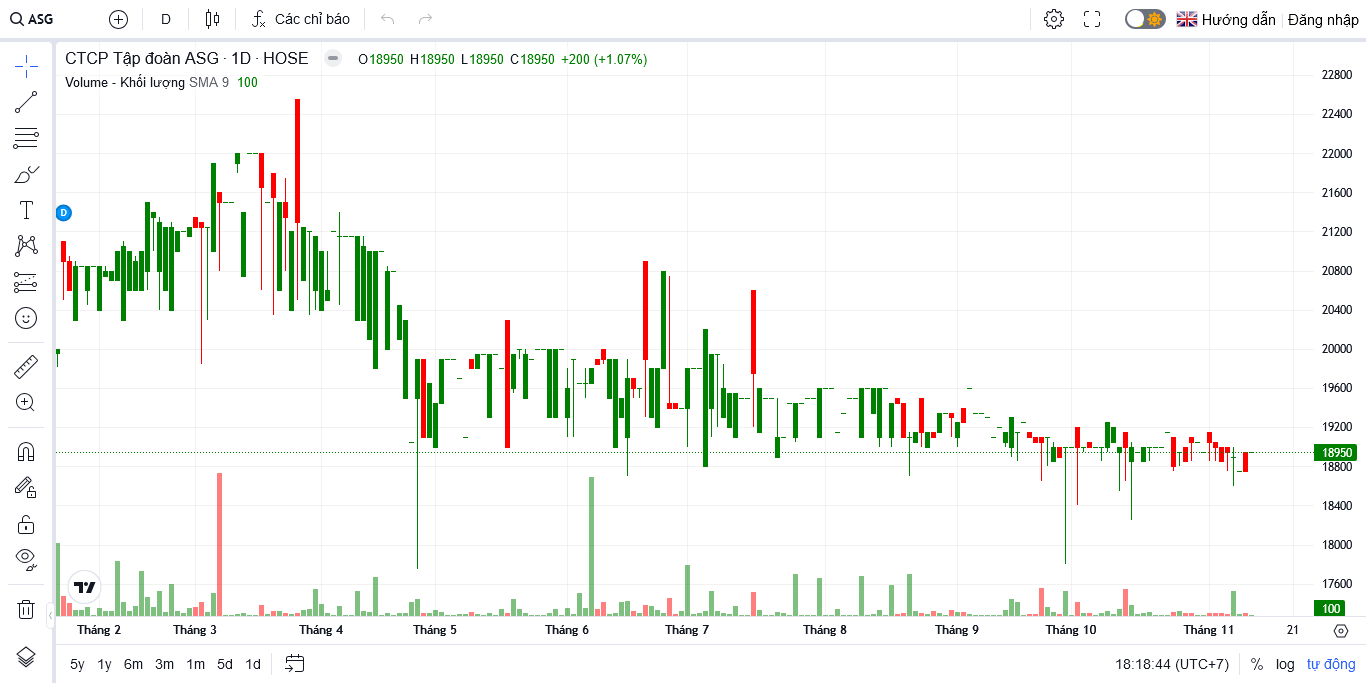 ASG D Các chỉ báo Hướng dẫn Đăng nhập
CTCP Tập đoàn ASG · 1D · HOSE O18950 H18950 L18950 C18950 +200 (+1.07%)
Volume - Khối lượng SMA 9 100
22800
22400
22000
21600
D
21200
20800
20400
20000
19600
19200
18950
18800
18400
18000
17600
100
Tháng 2 Tháng 3 Tháng 4 Tháng 5 Tháng 6 Tháng 7 Tháng 8 Tháng 9 Tháng 10 Tháng 11 21
5y 1y 6m 3m 1m 5d 1d 18:18:44 (UTC+7) % log tự động